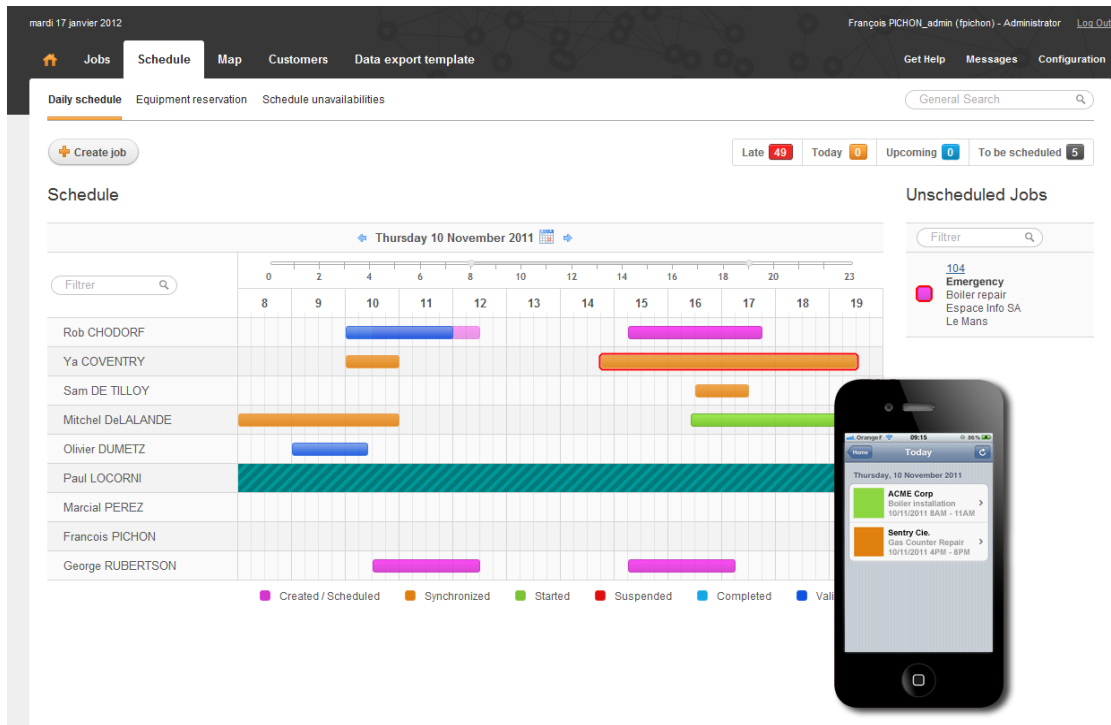 mardi 17 janvier 2012
François PICHON_admin (fpichon) - Administrator Log Out
Jobs Schedule Map Customers Data export template
Get Help Messages Configuration
Daily schedule Equipment reservation Schedule unavailabilities
General Search
Create job
Late 49 Today 0 Upcoming 0 To be scheduled 5
Schedule
Unscheduled Jobs
Thursday 10 November 2011
Filtrer
0 2 4 6 8 10 12 14 16 18 20 23
8 9 10 11 12 13 14 15 16 17 18 19
Rob CHODORF
Ya COVENTRY
Sam DE TILLOY
Mitchel DeLALANDE
Olivier DUMETZ
Paul LOCORNI
Marcial PEREZ
Francois PICHON
George RUBERTSON
Created / Scheduled Synchronized Started Suspended Completed Vali
Filtrer
104
Emergency
Boiler repair
Espace Info SA
Le Mans
Orange F 09:15 86%
Home Today
Thursday, 10 November 2011
ACME Corp
Boiler installation
10/11/2011 8AM - 11AM
Sentry Cie.
Gas Counter Repair
10/11/2011 4PM - 8PM